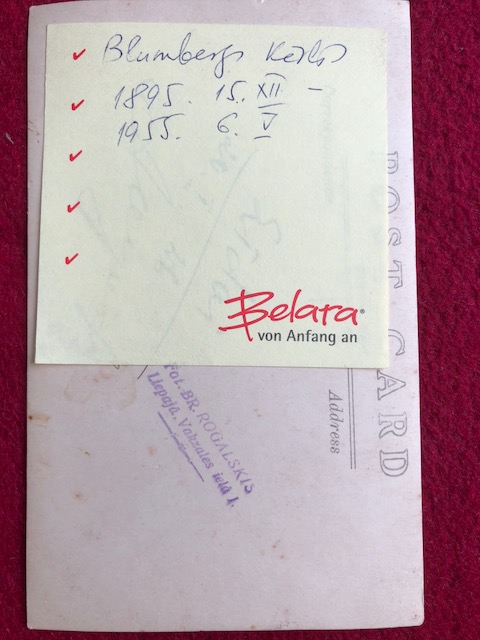 Blumbergs Kārlis
1895. 15. XII –
1955. 6. V
Belara®
von Anfang an
POST CARD
Address
Fot. BR. ROGALSKIS
Liepajā, Vakzales ielā 1.